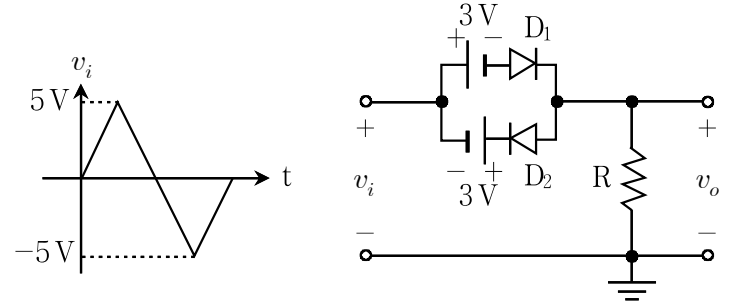 v_i
5 V
−5 V
t
3 V
+ −
D₁
− +
3 V
D₂
+
v_i
−
R
+
v_o
−